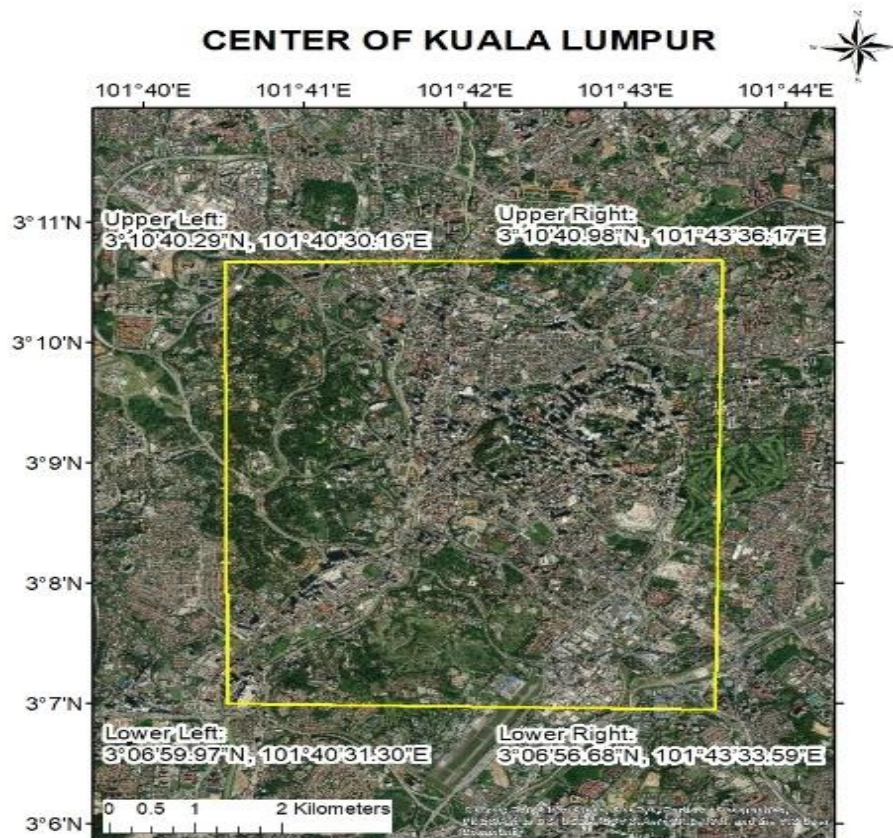 CENTER OF KUALA LUMPUR
101°40'E 101°41'E 101°42'E 101°43'E 101°44'E
3°11'N
Upper Left:
3°10'40.29"N, 101°40'30.16"E
Upper Right:
3°10'40.98"N, 101°43'36.17"E
3°10'N
3°9'N
3°8'N
3°7'N
Lower Left:
3°06'59.97"N, 101°40'31.30"E
Lower Right:
3°06'56.68"N, 101°43'33.59"E
0 0.5 1 2 Kilometers
3°6'N